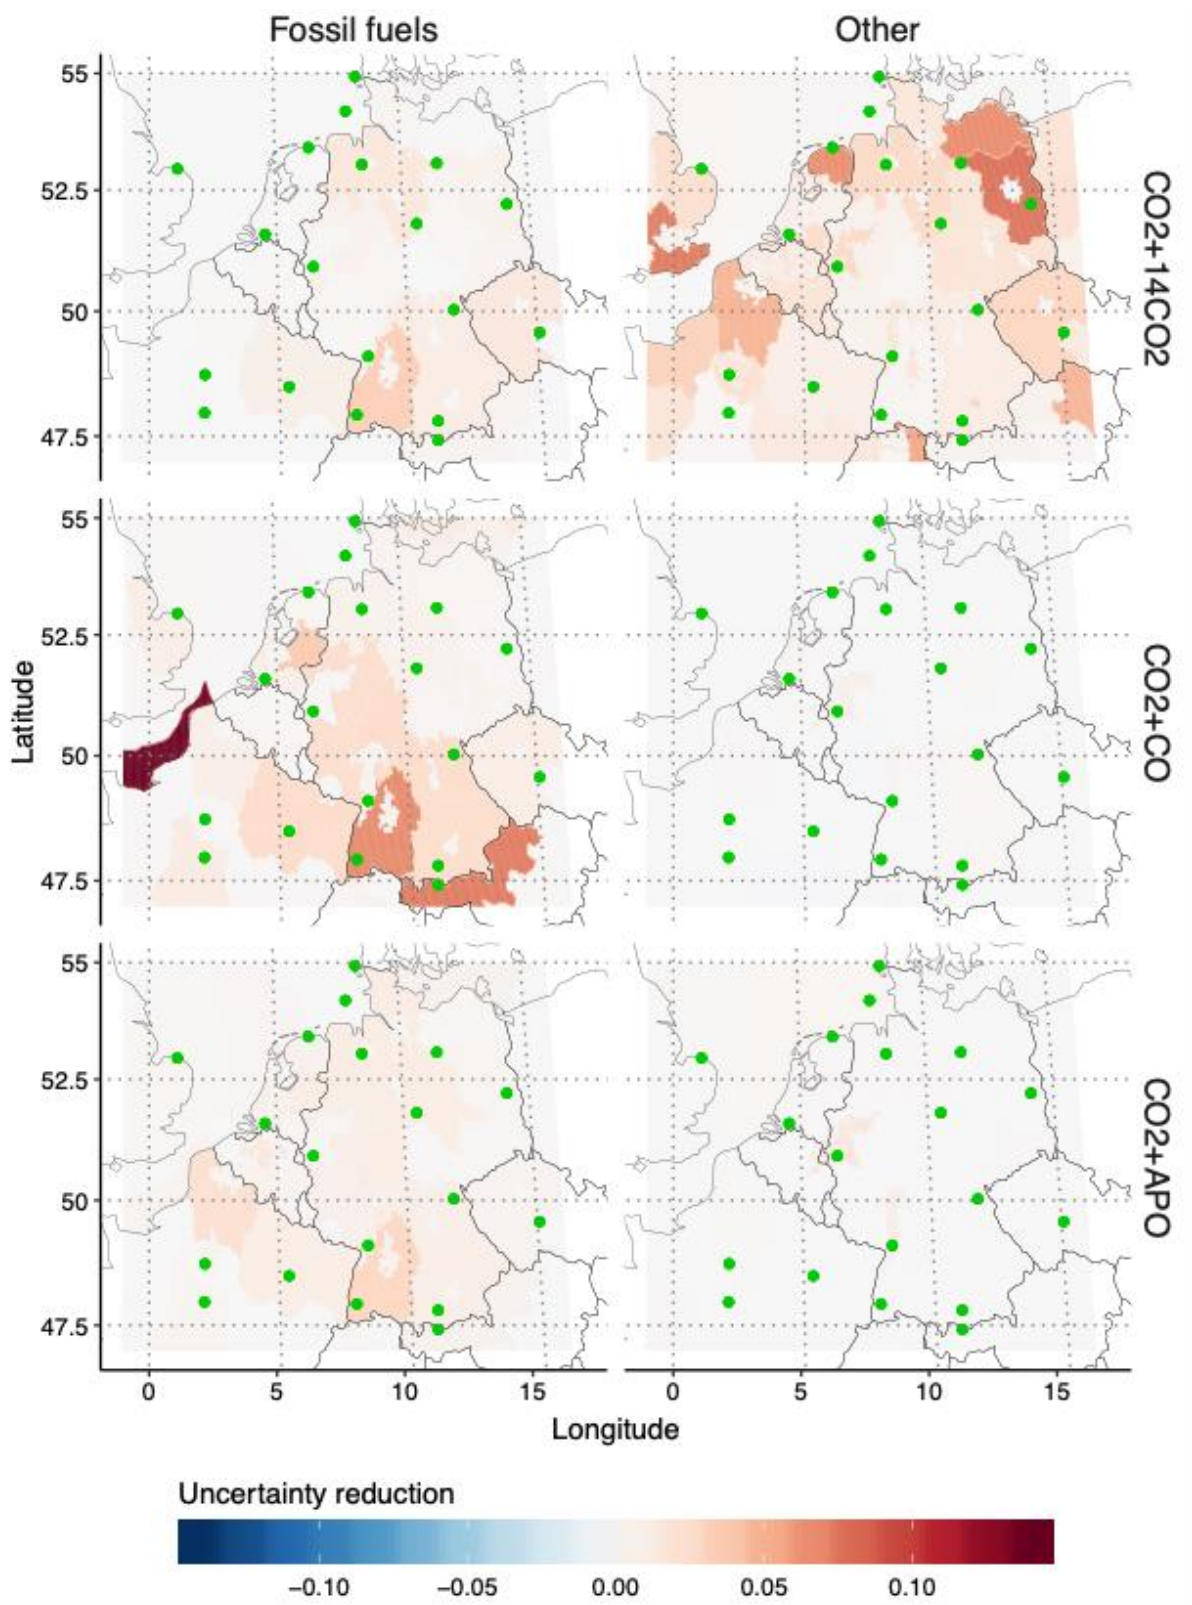 Fossil fuels Other
55
52.5
50
47.5
CO2+14CO2
55
52.5
50
47.5
CO2+CO
Latitude
55
52.5
50
47.5
CO2+APO
0 5 10 15 0 5 10 15
Longitude
Uncertainty reduction
−0.10 −0.05 0.00 0.05 0.10